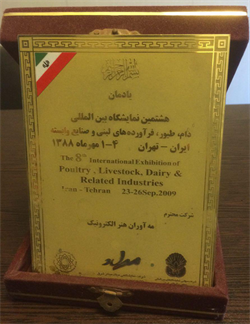 یادمان
هشتمین نمایشگاه بین المللی
دام، طیور، فرآورده‌های لبنی و صنایع وابسته
ایران - تهران ۴-۱ مهرماه ۱۳۸۸
The 8th International Exhibition of
Poultry , Livestock, Dairy &
Related Industries
Iran - Tehran 23-26Sep,2009
شرکت محترم
مه آوران هنر الکترونیک